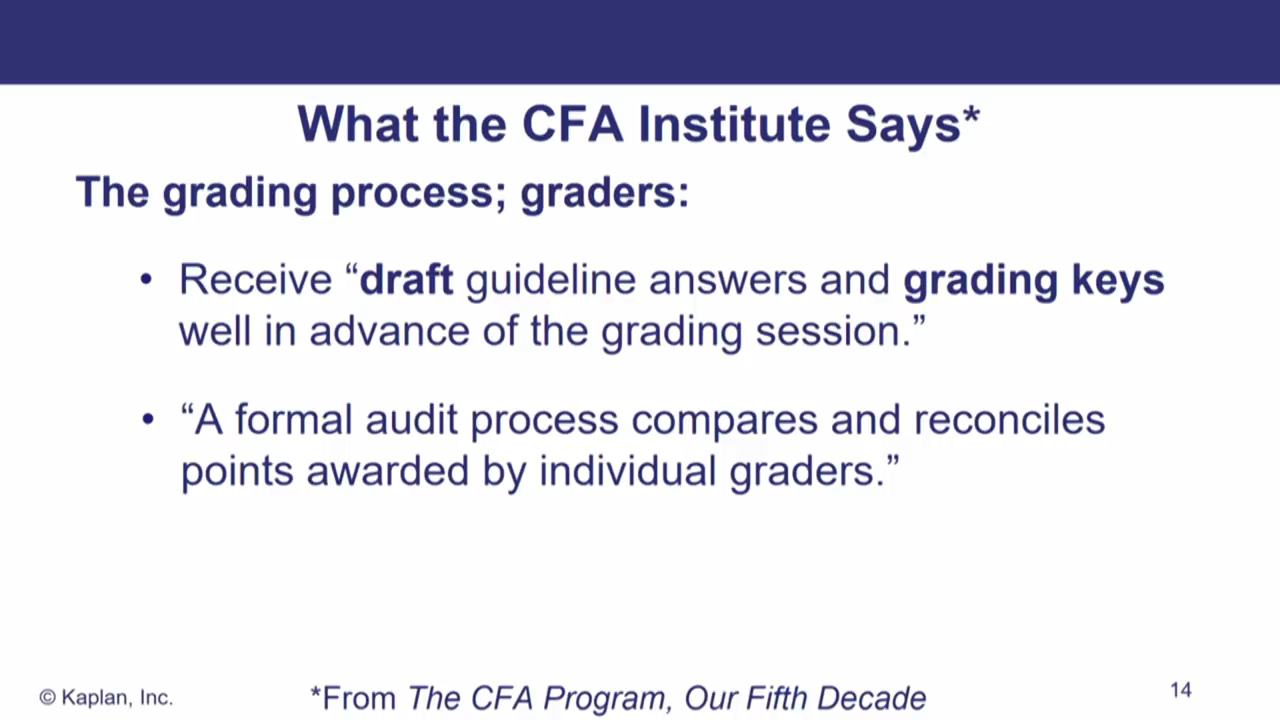 What the CFA Institute Says*
The grading process; graders:
• Receive “draft guideline answers and grading keys
well in advance of the grading session.”
• “A formal audit process compares and reconciles
points awarded by individual graders.”
© Kaplan, Inc.
*From The CFA Program, Our Fifth Decade
14